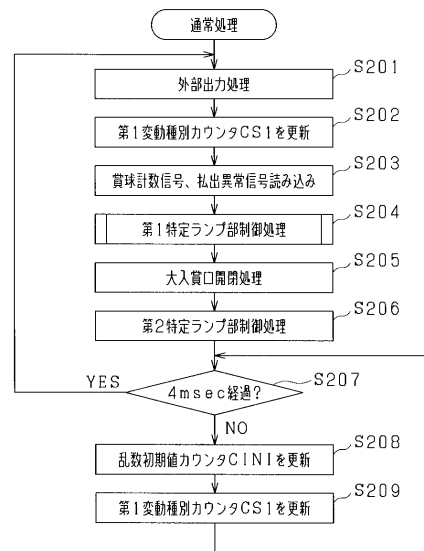 通常処理
S201
外部出力処理
S202
第1変動種別カウンタCS1を更新
S203
賞球計数信号、払出異常信号読み込み
S204
第1特定ランプ部制御処理
S205
大入賞口開閉処理
S206
第2特定ランプ部制御処理
S207
YES
4msec経過?
NO
S208
乱数初期値カウンタCINIを更新
S209
第1変動種別カウンタCS1を更新